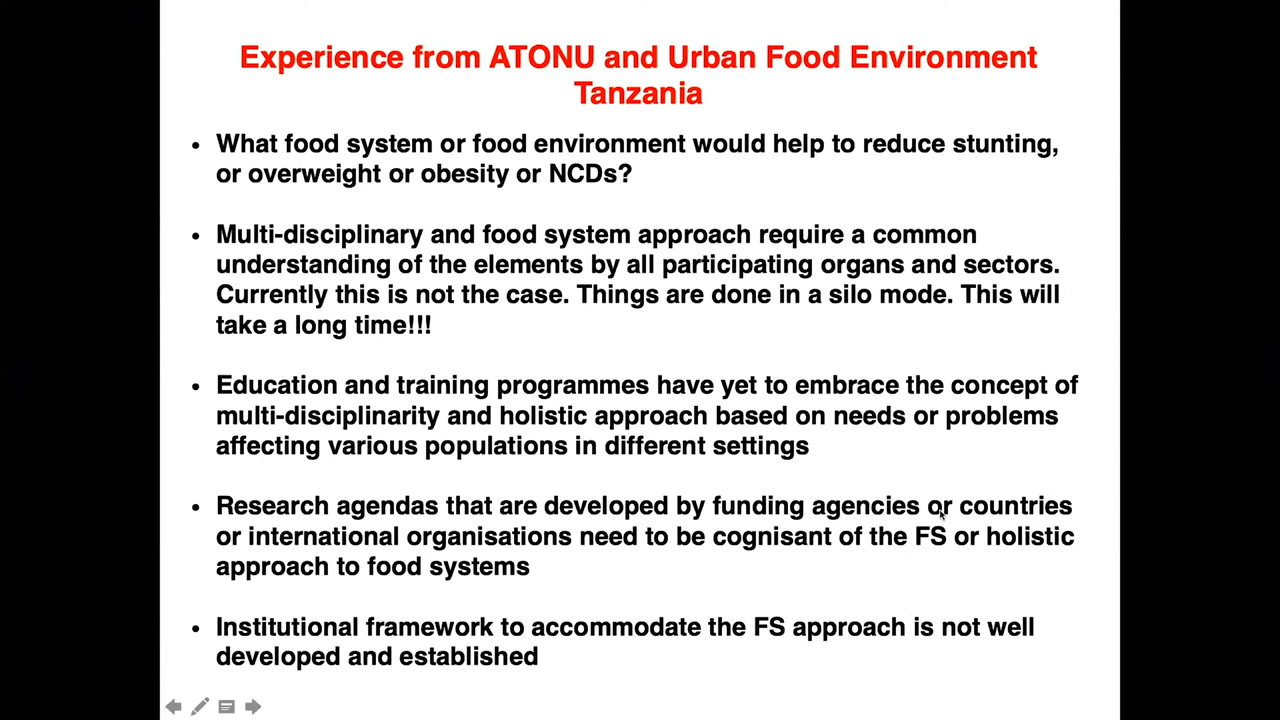 Experience from ATONU and Urban Food Environment
Tanzania
• What food system or food environment would help to reduce stunting,
or overweight or obesity or NCDs?
• Multi-disciplinary and food system approach require a common
understanding of the elements by all participating organs and sectors.
Currently this is not the case. Things are done in a silo mode. This will
take a long time!!!
• Education and training programmes have yet to embrace the concept of
multi-disciplinarity and holistic approach based on needs or problems
affecting various populations in different settings
• Research agendas that are developed by funding agencies or countries
or international organisations need to be cognisant of the FS or holistic
approach to food systems
• Institutional framework to accommodate the FS approach is not well
developed and established